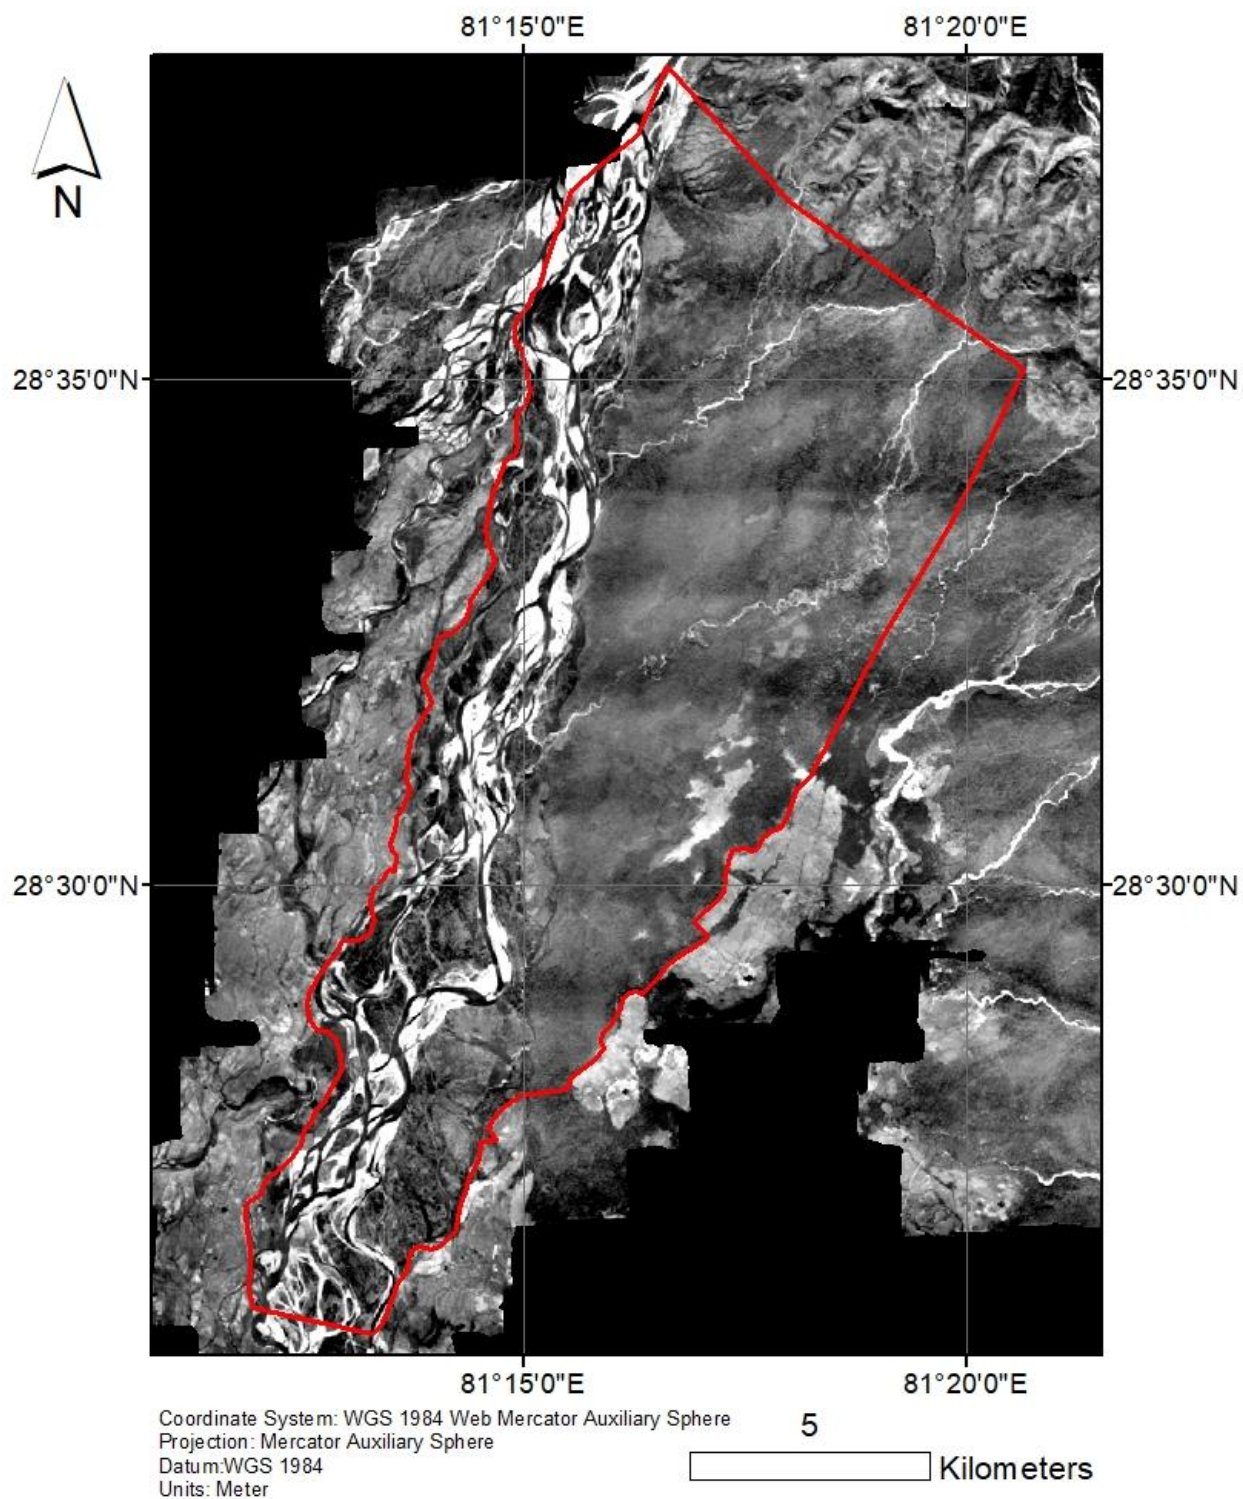 81°15'0"E 81°20'0"E
N
28°35'0"N 28°35'0"N
28°30'0"N 28°30'0"N
81°15'0"E 81°20'0"E
Coordinate System: WGS 1984 Web Mercator Auxiliary Sphere
Projection: Mercator Auxiliary Sphere
Datum:WGS 1984
Units: Meter
5
Kilometers